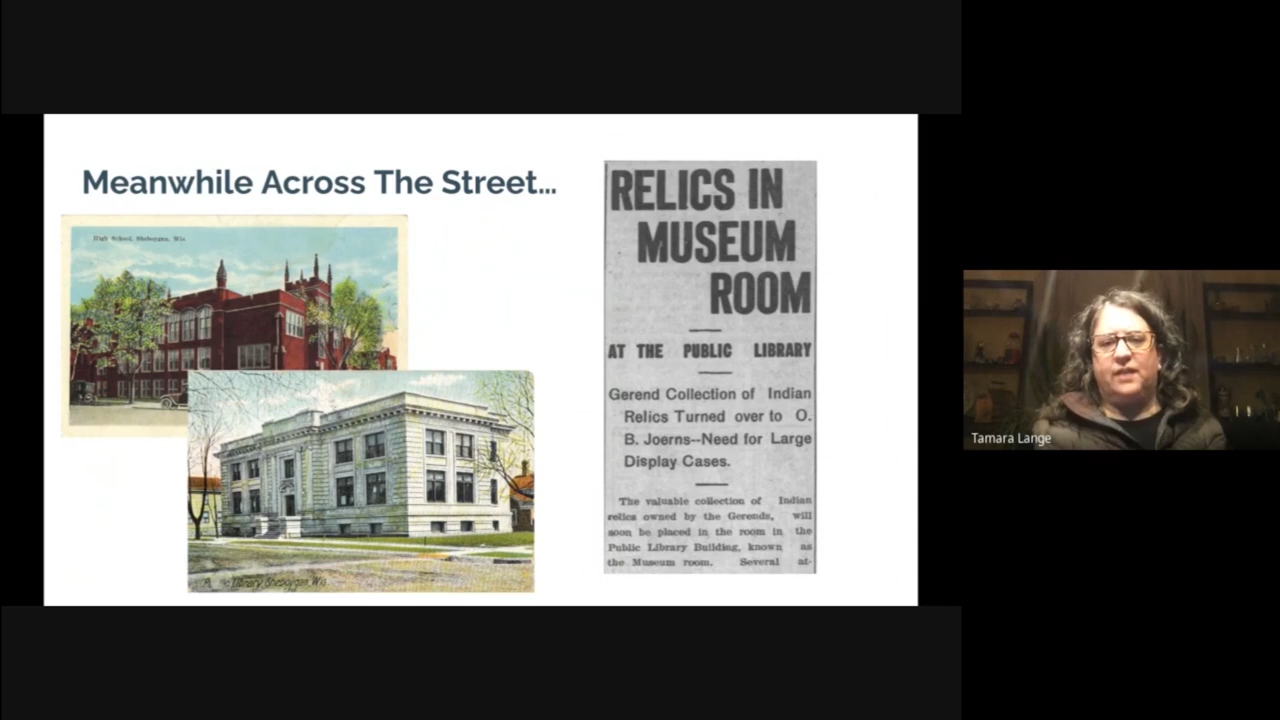 Meanwhile Across The Street...
High School, Sheboygan, Wis
Library Sheboygan, Wis
RELICS IN
MUSEUM
ROOM
AT THE PUBLIC LIBRARY
Gerend Collection of Indian
Relics Turned over to O.
B. Joerns--Need for Large
Display Cases.
The valuable collection of Indian
relics owned by the Gerends, will
soon be placed in the room in the
Public Library Building, known as
the Museum room. Several at-
Tamara Lange